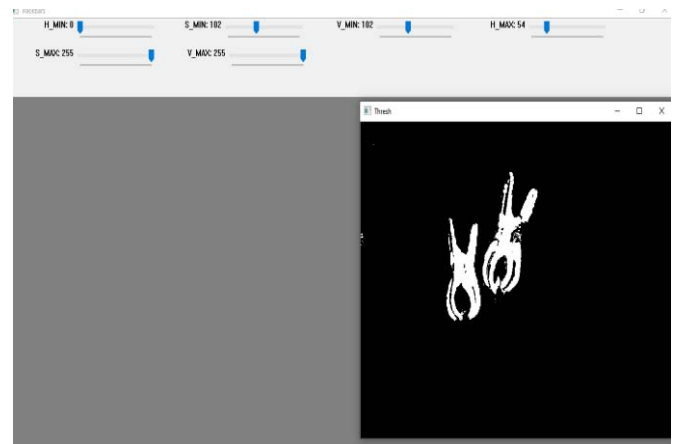 H_MIN: 0 S_MIN: 102 V_MIN: 102 H_MAX: 54
S_MAX: 255 V_MAX: 255
Thresh